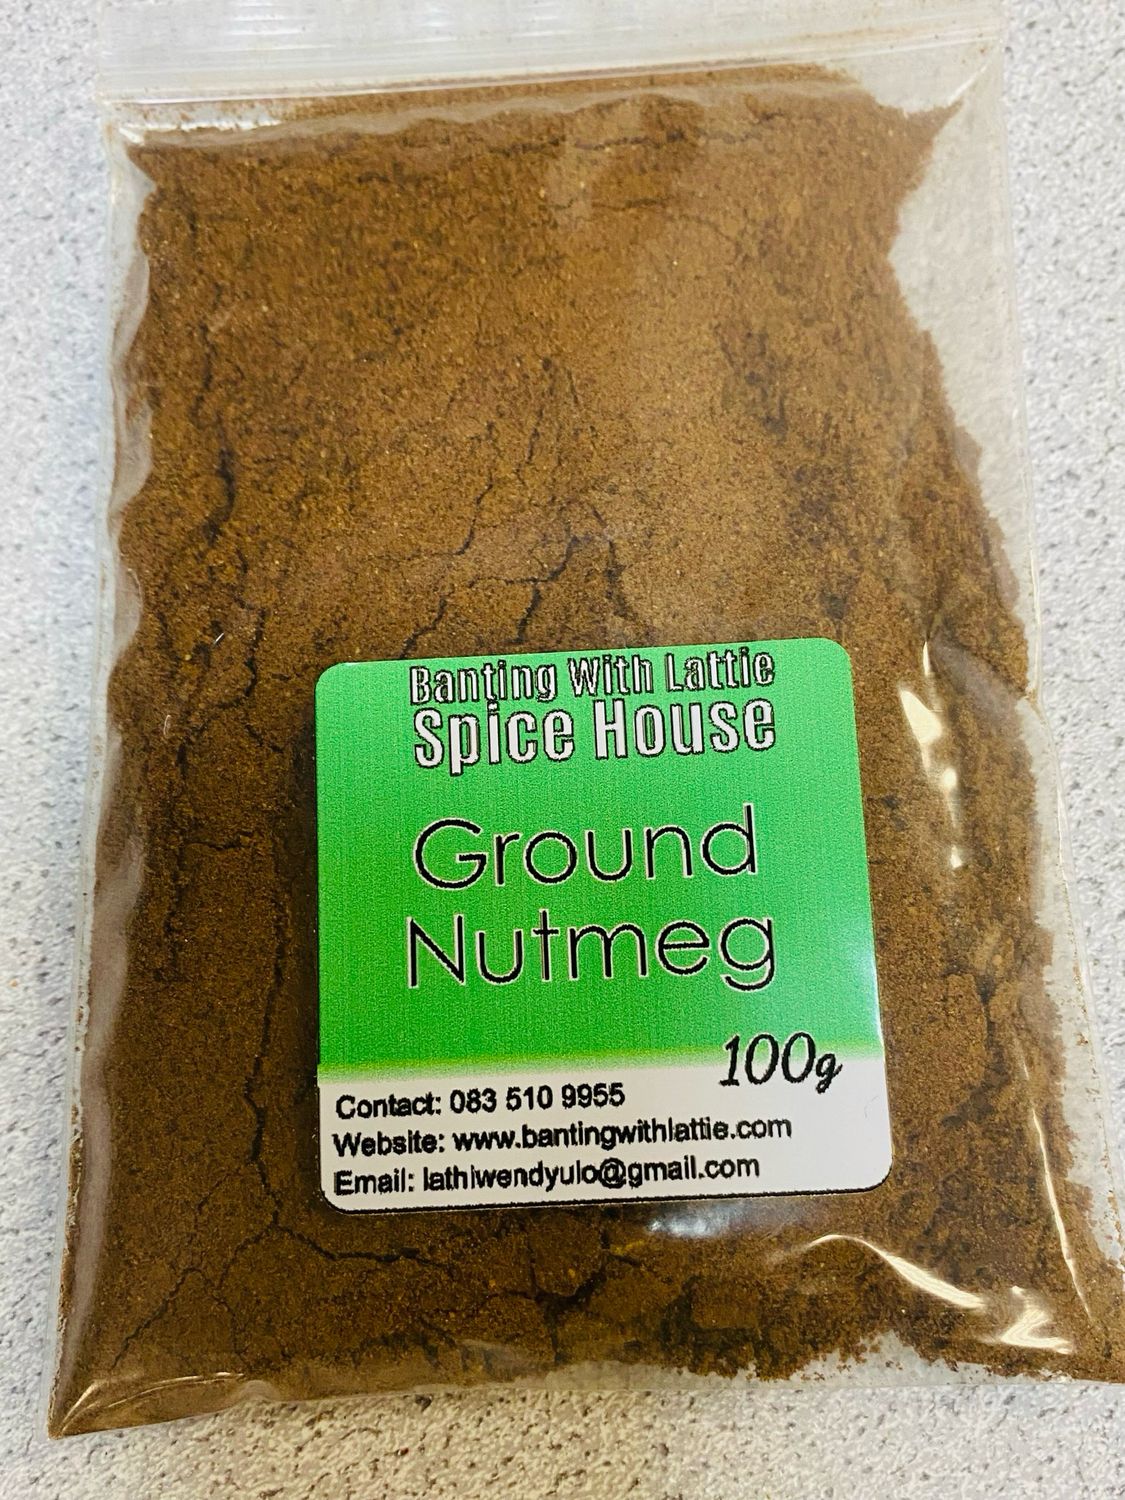 Banting With Lattie
Spice House
Ground
Nutmeg
100g
Contact: 083 510 9955
Website: www.bantingwithlattie.com
Email: lathiwendyulo@gmail.com